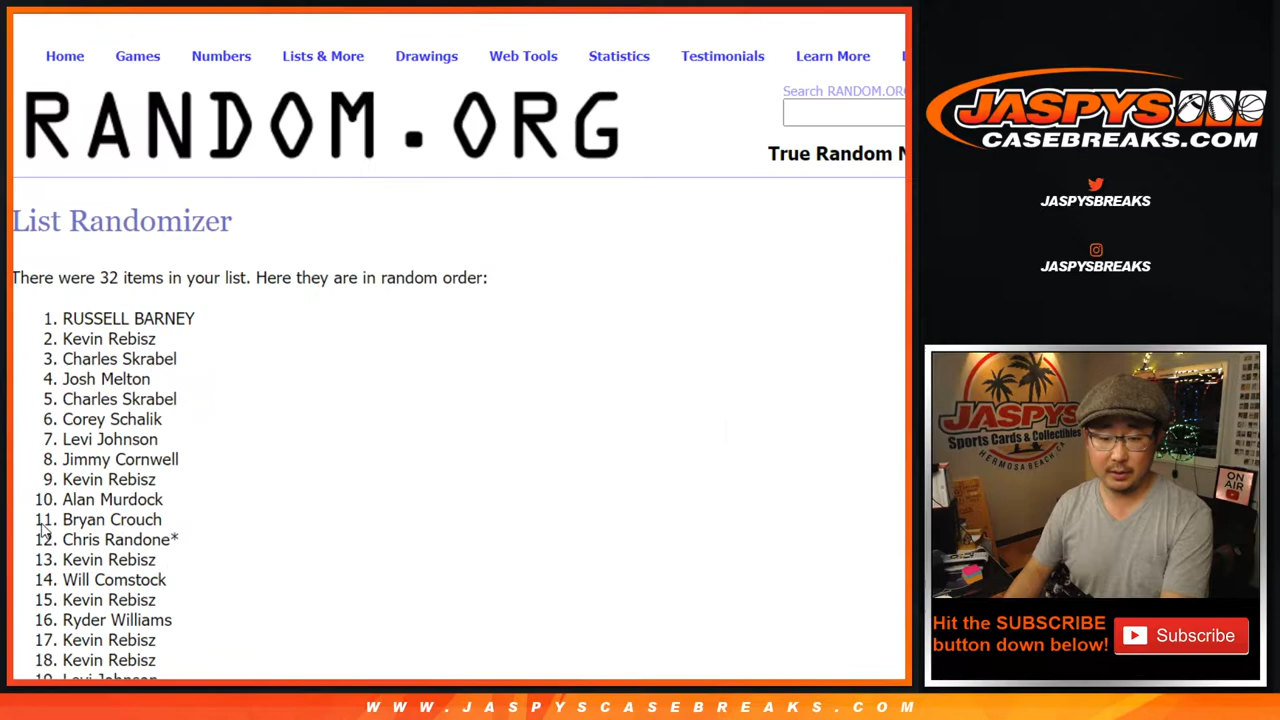 Home Games Numbers Lists & More Drawings Web Tools Statistics Testimonials Learn More
Search RANDOM.ORG
RANDOM.ORG
True Random N
List Randomizer
There were 32 items in your list. Here they are in random order:
1. RUSSELL BARNEY
2. Kevin Rebisz
3. Charles Skrabel
4. Josh Melton
5. Charles Skrabel
6. Corey Schalik
7. Levi Johnson
8. Jimmy Cornwell
9. Kevin Rebisz
10. Alan Murdock
11. Bryan Crouch
12. Chris Randone*
13. Kevin Rebisz
14. Will Comstock
15. Kevin Rebisz
16. Ryder Williams
17. Kevin Rebisz
18. Kevin Rebisz
19. Levi Johnson
JASPYS
CASEBREAKS.COM
JASPYSBREAKS
JASPYSBREAKS
JASPYS
Sports Cards & Collectibles
HERMOSA BEACH, CA
ON AIR
Hit the SUBSCRIBE
button down below!
Subscribe
WWW.JASPYSCASEBREAKS.COM